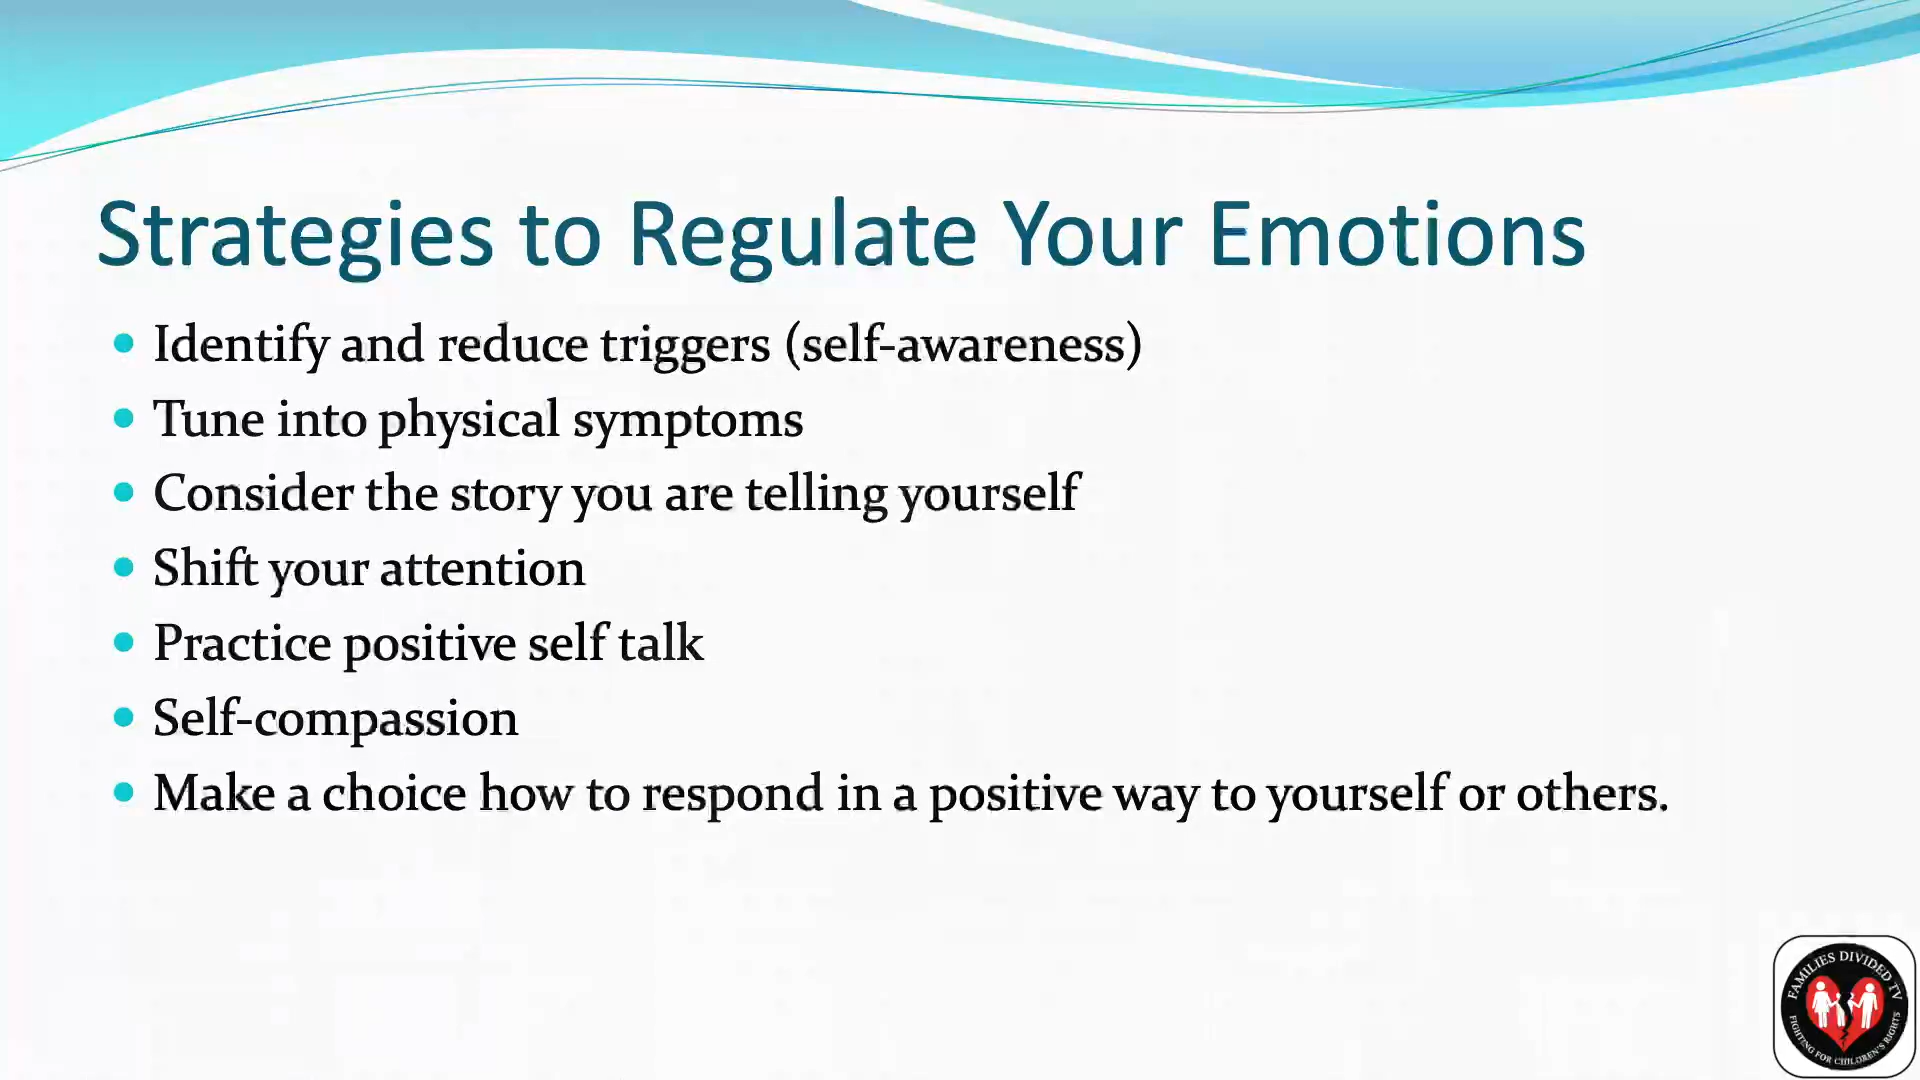 Strategies to Regulate Your Emotions
Identify and reduce triggers (self-awareness)
Tune into physical symptoms
Consider the story you are telling yourself
Shift your attention
Practice positive self talk
Self-compassion
Make a choice how to respond in a positive way to yourself or others.
FAMILIES DIVIDED TV
FIGHTING FOR CHILDREN'S RIGHTS